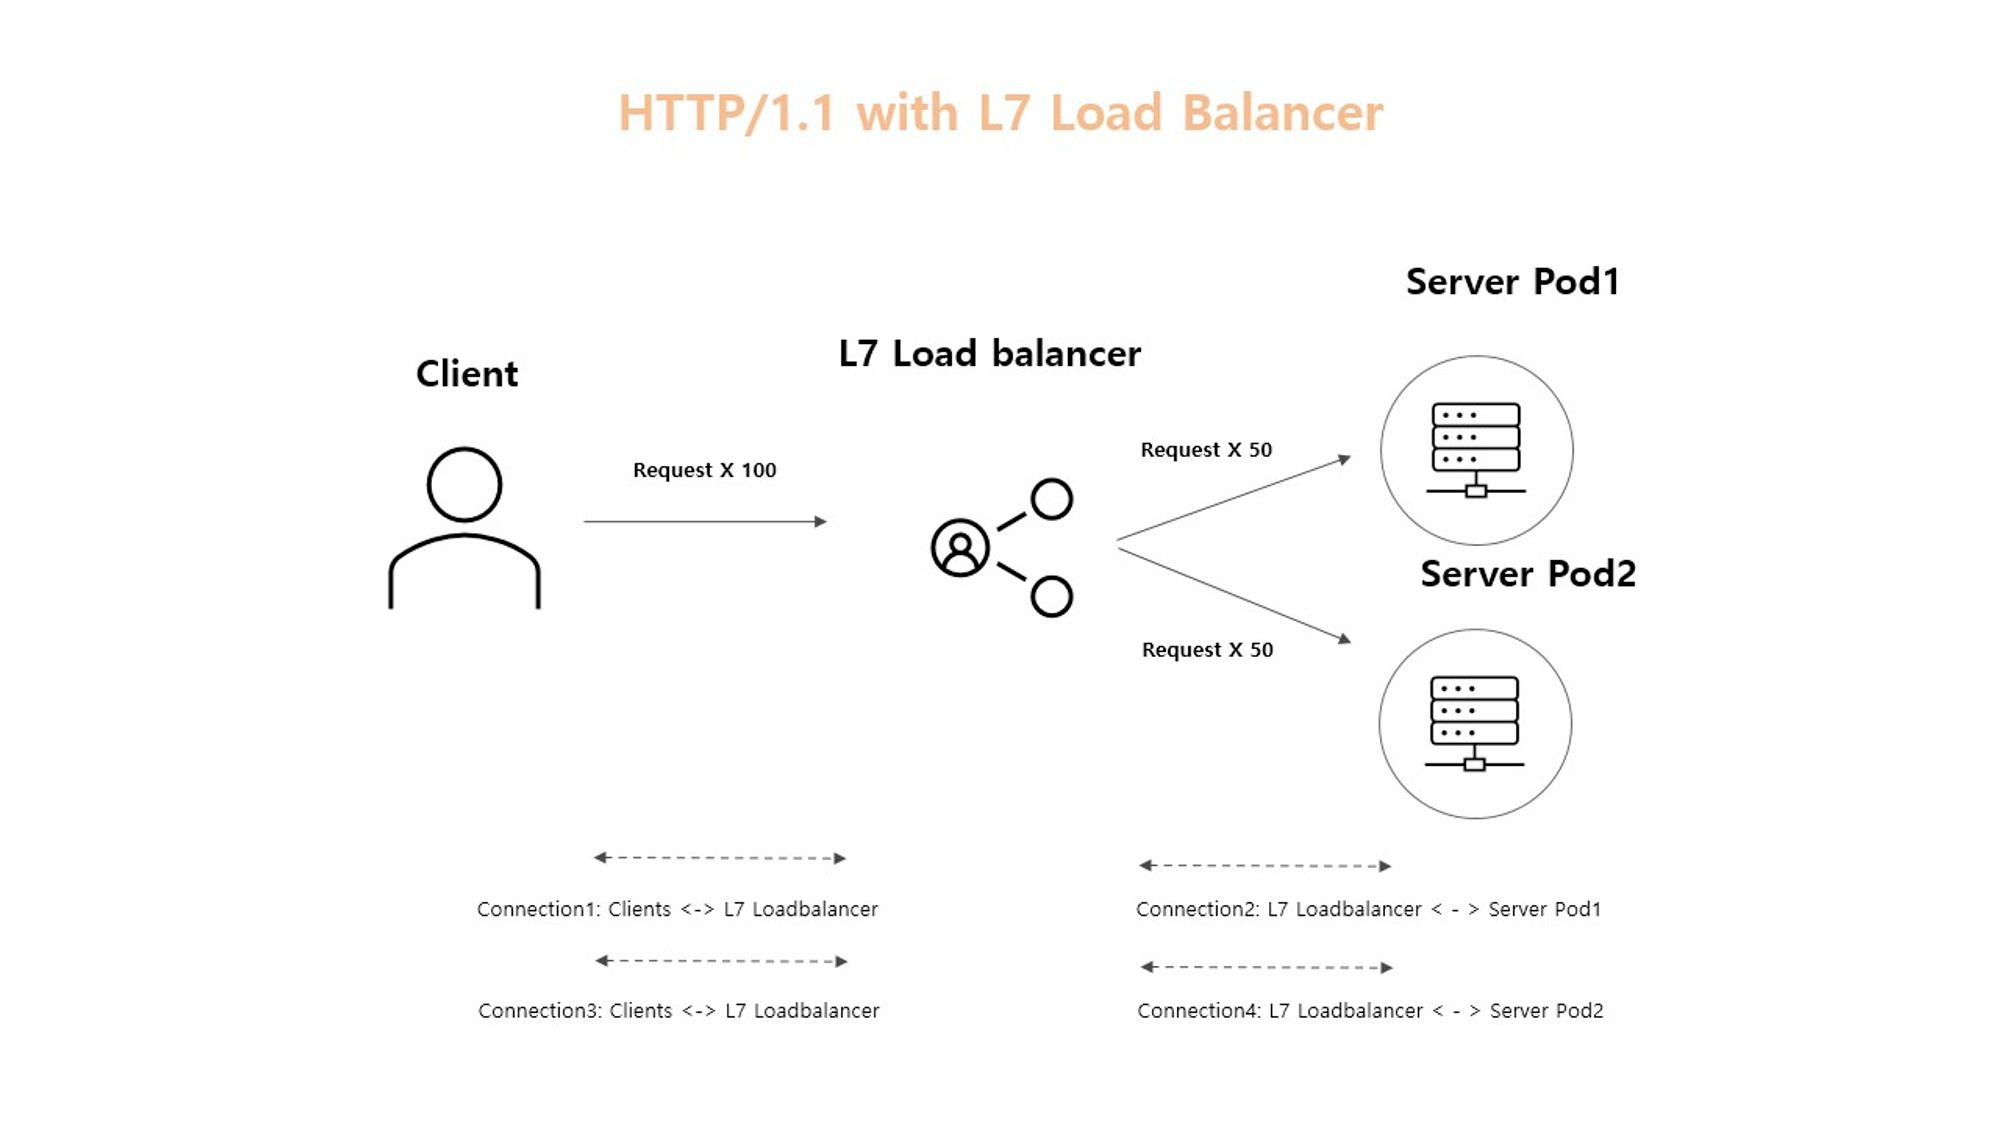 HTTP/1.1 with L7 Load Balancer
Server Pod1
L7 Load balancer
Client
Request X 50
Request X 100
Server Pod2
Request X 50
Connection1: Clients <-> L7 Loadbalancer
Connection2: L7 Loadbalancer < - > Server Pod1
Connection3: Clients <-> L7 Loadbalancer
Connection4: L7 Loadbalancer < - > Server Pod2